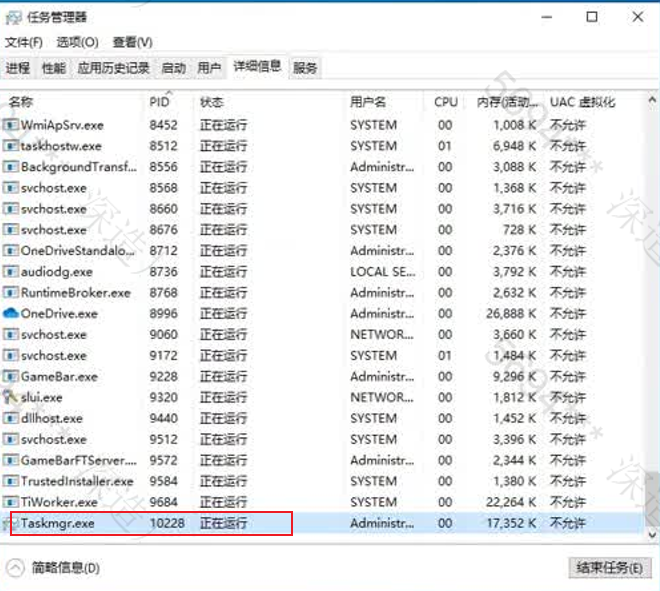 任务管理器
文件(F) 选项(O) 查看(V)
进程 性能 应用历史记录 启动 用户 详细信息 服务
名称 PID 状态 用户名 CPU 内存(活动... UAC 虚拟化
WmiApSrv.exe 8452 正在运行 SYSTEM 00 1,008 K 不允许
taskhostw.exe 8512 正在运行 SYSTEM 01 6,948 K 不允许
BackgroundTransf... 8556 正在运行 Administr... 00 3,088 K 不允许
svchost.exe 8568 正在运行 SYSTEM 00 1,368 K 不允许
svchost.exe 8660 正在运行 SYSTEM 00 3,716 K 不允许
svchost.exe 8676 正在运行 SYSTEM 00 728 K 不允许
OneDriveStandalo... 8712 正在运行 Administr... 00 2,376 K 不允许
audiodg.exe 8736 正在运行 LOCAL SE... 00 3,792 K 不允许
RuntimeBroker.exe 8768 正在运行 Administr... 00 2,632 K 不允许
OneDrive.exe 8996 正在运行 Administr... 00 26,888 K 不允许
svchost.exe 9060 正在运行 NETWOR... 00 3,660 K 不允许
svchost.exe 9172 正在运行 SYSTEM 01 1,484 K 不允许
GameBar.exe 9228 正在运行 Administr... 00 9,296 K 不允许
slui.exe 9320 正在运行 NETWOR... 00 1,812 K 不允许
dllhost.exe 9440 正在运行 SYSTEM 00 1,452 K 不允许
svchost.exe 9512 正在运行 SYSTEM 00 3,396 K 不允许
GameBarFTServer.... 9572 正在运行 Administr... 00 2,344 K 不允许
TrustedInstaller.exe 9584 正在运行 SYSTEM 00 1,380 K 不允许
TiWorker.exe 9684 正在运行 SYSTEM 00 22,264 K 不允许
Taskmgr.exe 10228 正在运行 Administr... 00 17,352 K 不允许
简略信息(D) 结束任务(E)